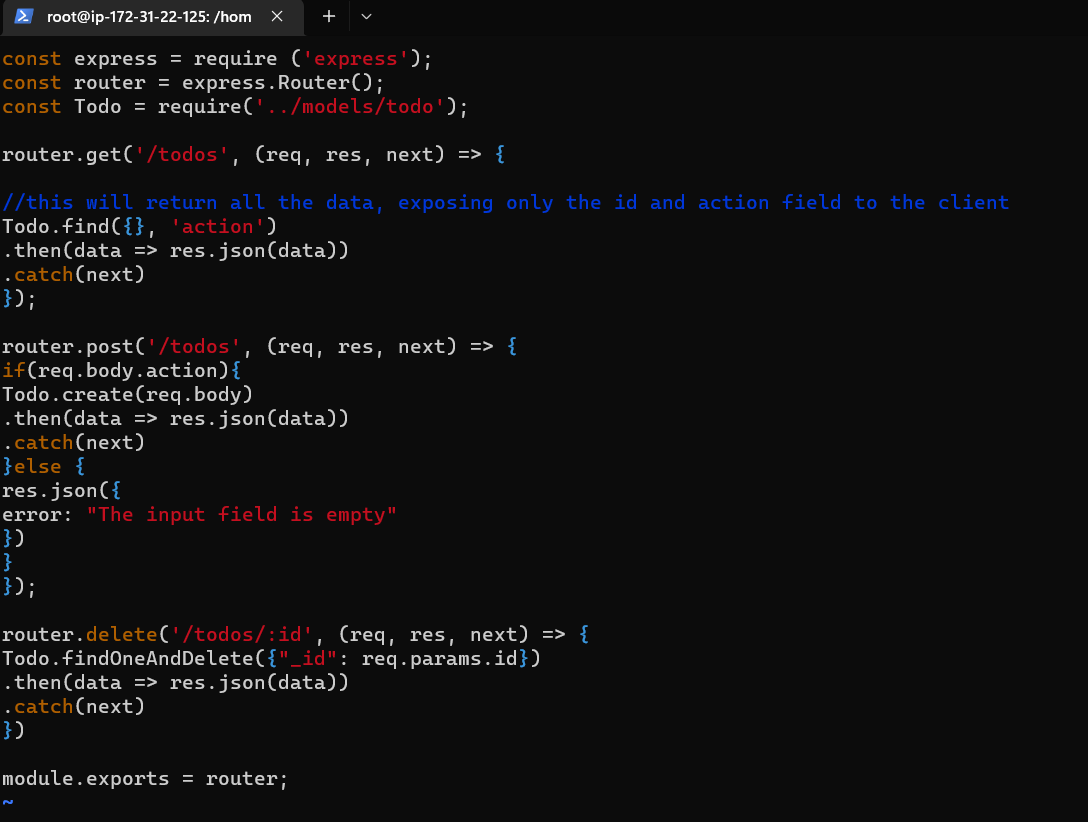 root@ip-172-31-22-125: /hom
const express = require ('express');
const router = express.Router();
const Todo = require('../models/todo');
router.get('/todos', (req, res, next) => {
//this will return all the data, exposing only the id and action field to the client
Todo.find({}, 'action')
.then(data => res.json(data))
.catch(next)
});
router.post('/todos', (req, res, next) => {
if(req.body.action){
Todo.create(req.body)
.then(data => res.json(data))
.catch(next)
}else {
res.json({
error: "The input field is empty"
})
}
});
router.delete('/todos/:id', (req, res, next) => {
Todo.findOneAndDelete({"_id": req.params.id})
.then(data => res.json(data))
.catch(next)
})
module.exports = router;
~